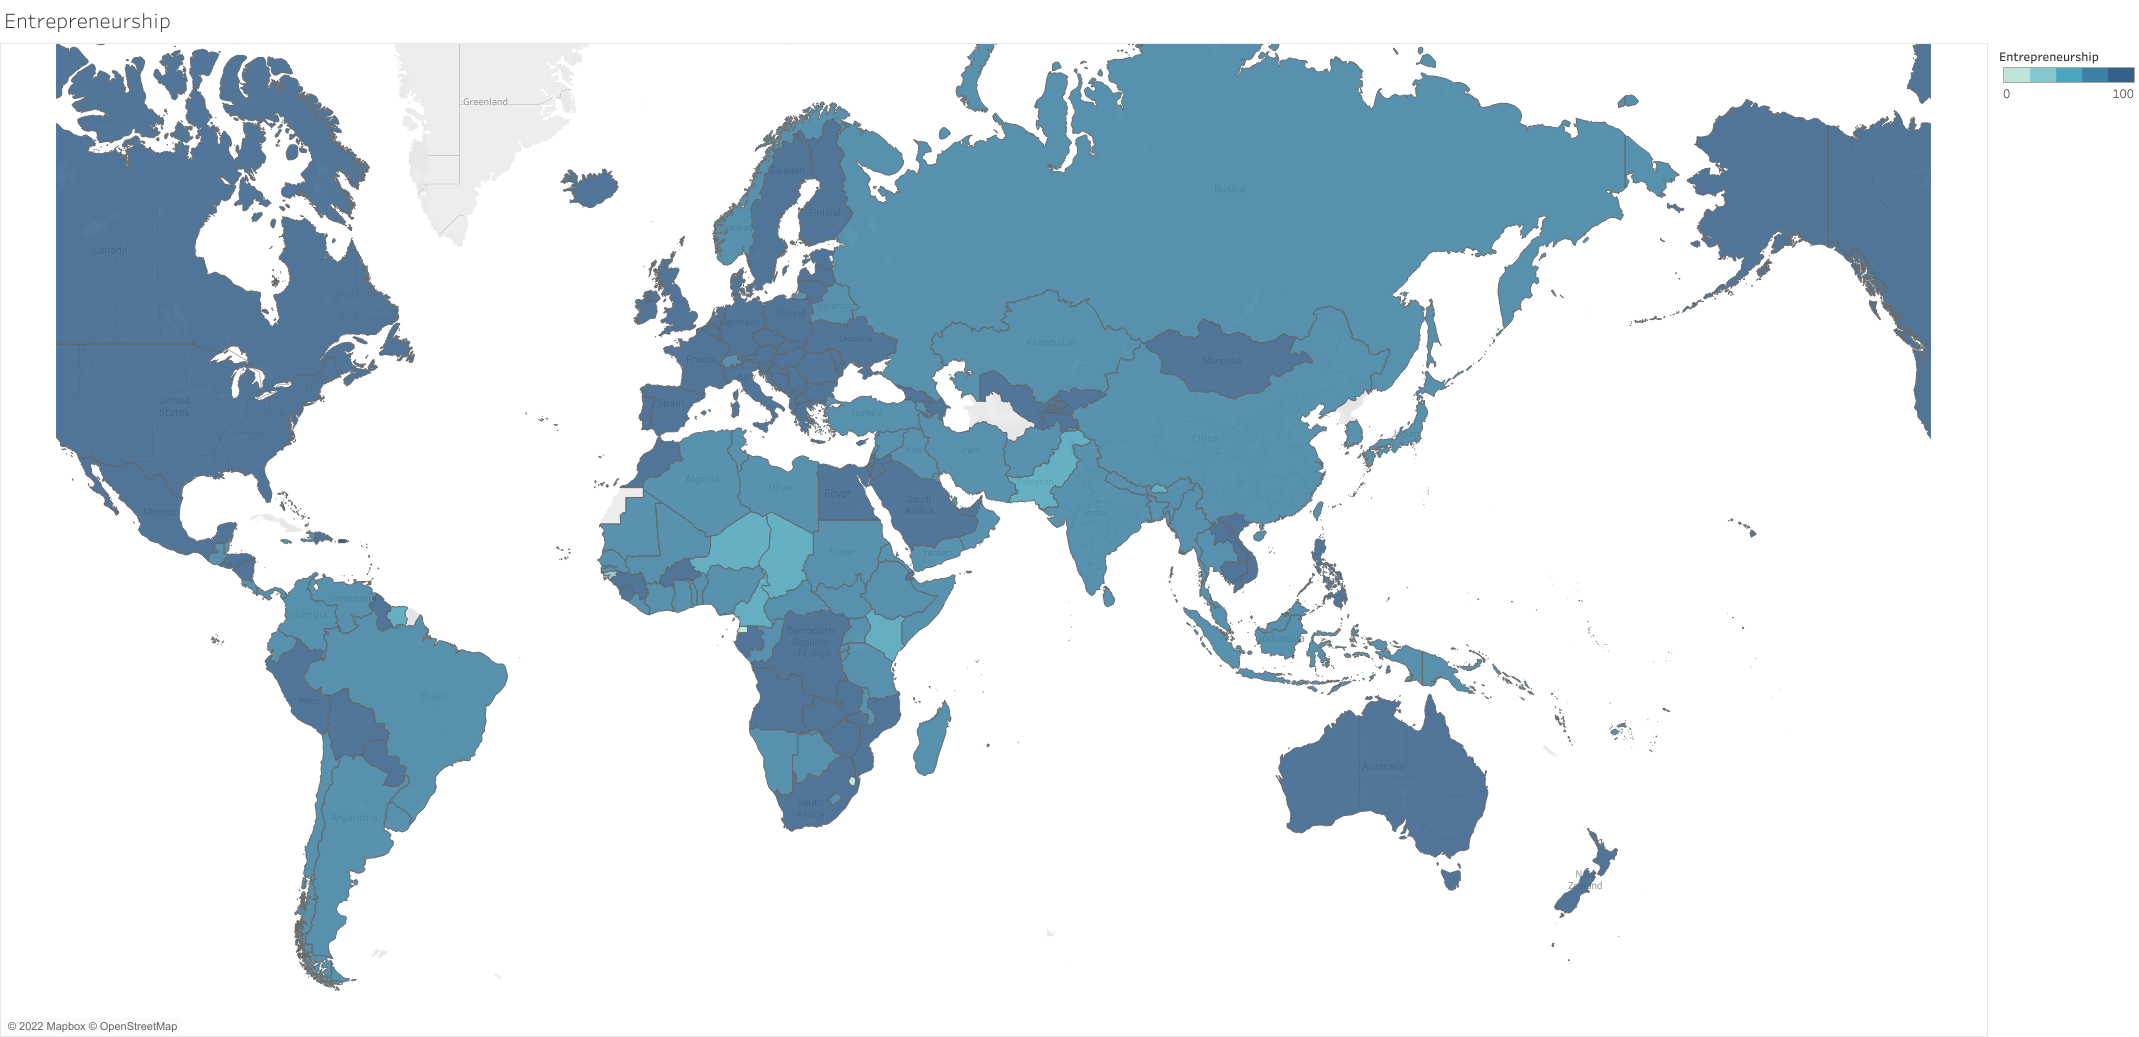 Entrepreneurship
Entrepreneurship
0
100
Greenland
Sweden
Finland
Russia
Canada
Belarus
Germany
Poland
Ukraine
France
Kazakhstan
Mongolia
United
States
Spain
Turkey
China
Iraq
Iran
Algeria
Libya
Egypt
Saudi
Arabia
Pakistan
Mexico
India
Sudan
Yemen
Venezuela
Colombia
Democratic
Republic
of Congo
Indonesia
Peru
Brazil
Australia
South
Africa
Argentina
Zealand
© 2022 Mapbox © OpenStreetMap